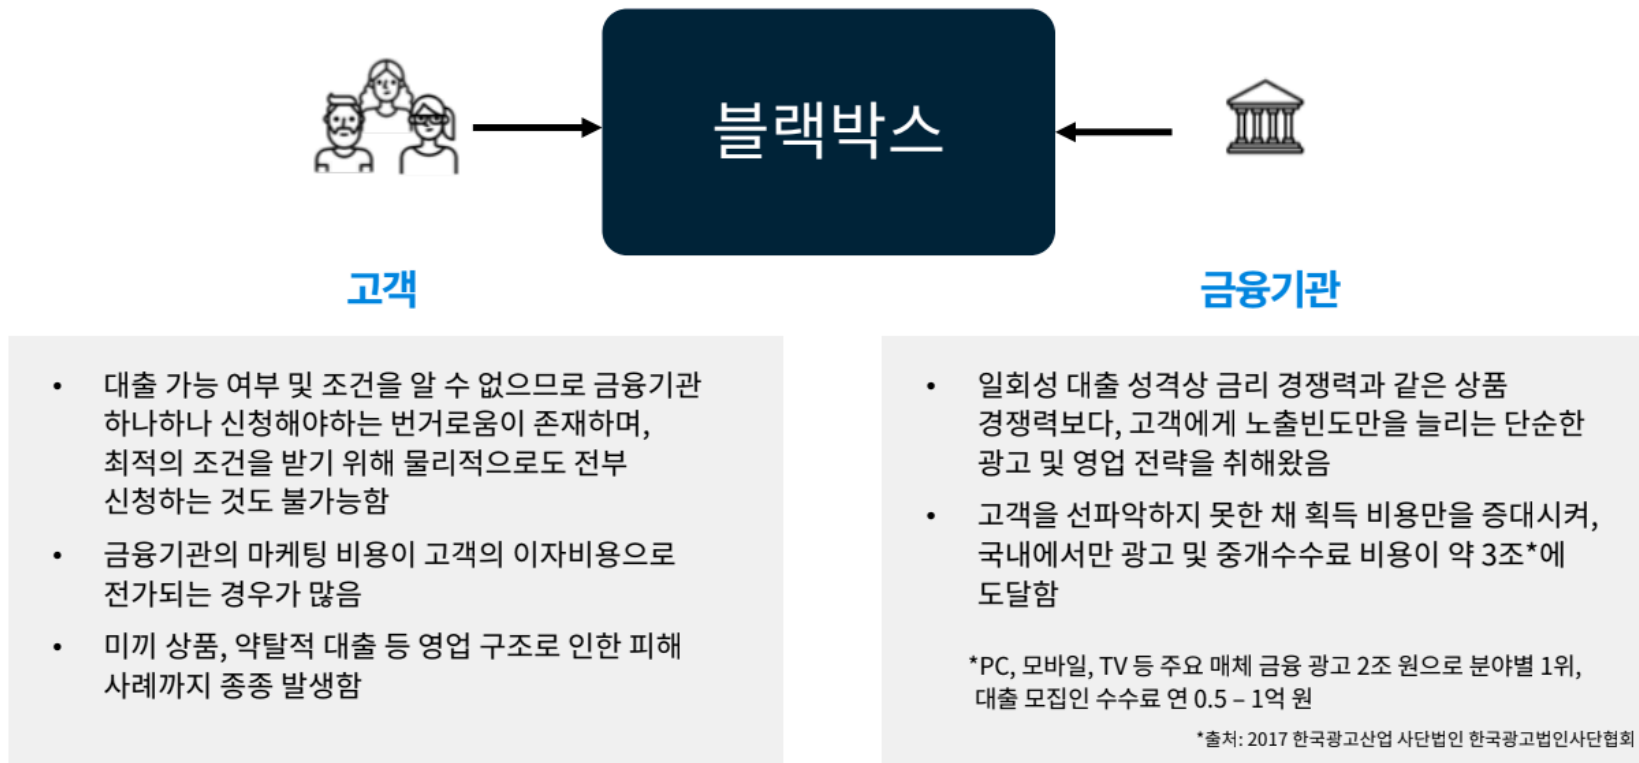 블랙박스
고객
• 대출 가능 여부 및 조건을 알 수 없으므로 금융기관
하나하나 신청해야하는 번거로움이 존재하며,
최적의 조건을 받기 위해 물리적으로도 전부
신청하는 것도 불가능함
• 금융기관의 마케팅 비용이 고객의 이자비용으로
전가되는 경우가 많음
• 미끼 상품, 약탈적 대출 등 영업 구조로 인한 피해
사례까지 종종 발생함
금융기관
• 일회성 대출 성격상 금리 경쟁력과 같은 상품
경쟁력보다, 고객에게 노출빈도만을 늘리는 단순한
광고 및 영업 전략을 취해왔음
• 고객을 선파악하지 못한 채 획득 비용만을 증대시켜,
국내에서만 광고 및 중개수수료 비용이 약 3조*에
도달함
*PC, 모바일, TV 등 주요 매체 금융 광고 2조 원으로 분야별 1위,
대출 모집인 수수료 연 0.5 – 1억 원
*출처: 2017 한국광고산업 사단법인 한국광고법인사단협회